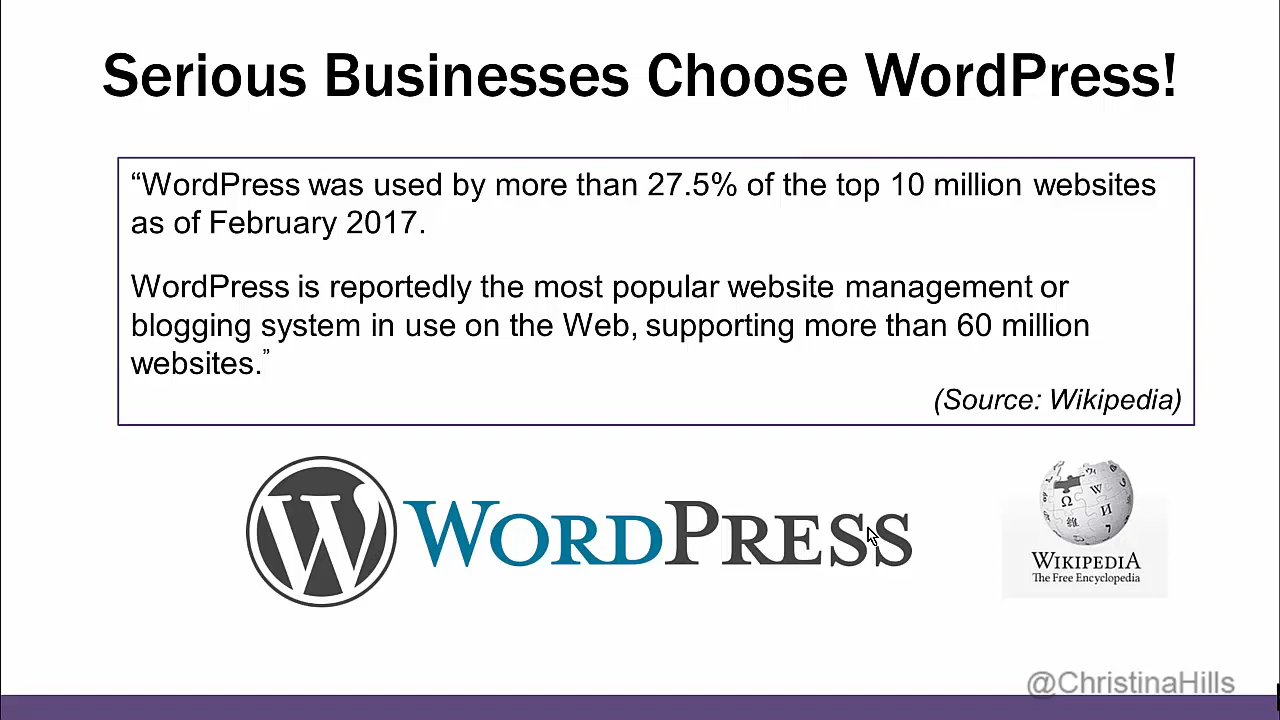 Serious Businesses Choose WordPress!
“WordPress was used by more than 27.5% of the top 10 million websites
as of February 2017.
WordPress is reportedly the most popular website management or
blogging system in use on the Web, supporting more than 60 million
websites.”
(Source: Wikipedia)
W WORDPRESS
Ω W
維 И
7
WIKIPEDIA
The Free Encyclopedia
@ChristinaHills